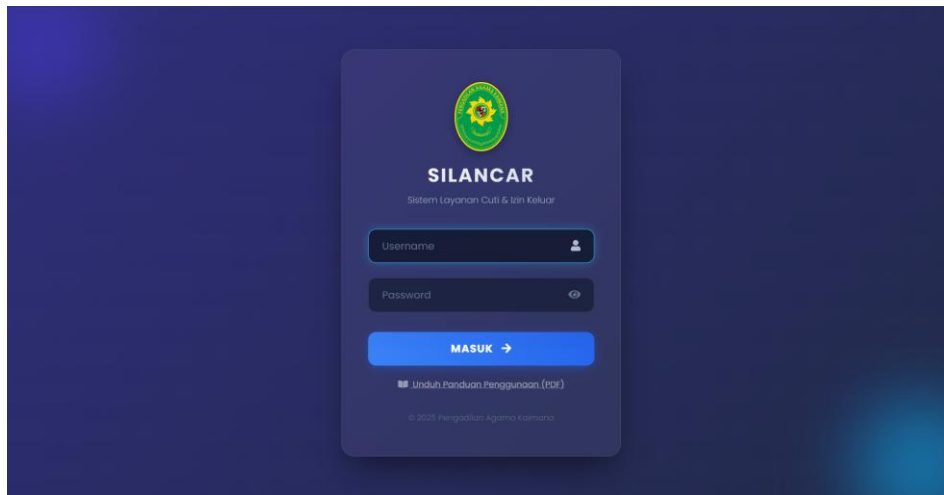 SILANCAR
Sistem Layanan Cuti & Izin Keluar
Username
Password
MASUK →
Unduh Panduan Penggunaan (PDF)
© 2025 Pengadilan Agama Kaimana